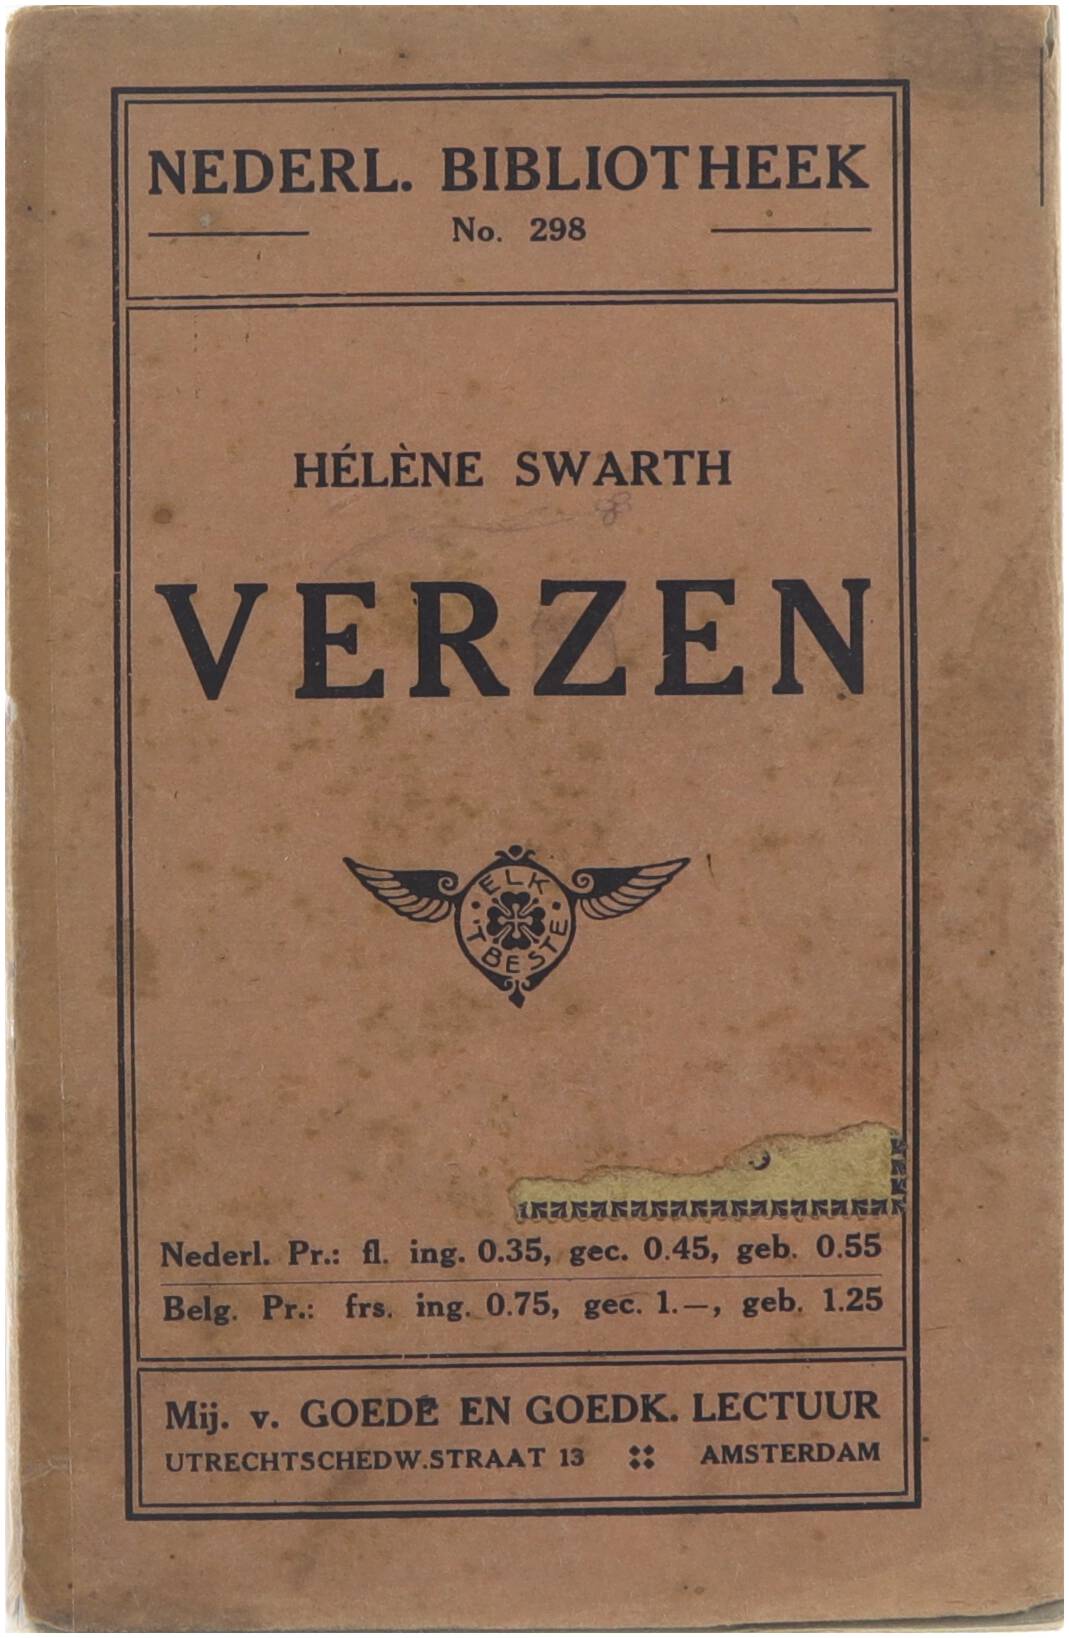 NEDERL. BIBLIOTHEEK
No. 298
HÉLÈNE SWARTH
VERZEN
ELK
'T BESTE
Nederl. Pr.: fl. ing. 0.35, gec. 0.45, geb. 0.55
Belg. Pr.: frs. ing. 0.75, gec. 1.—, geb. 1.25
Mij. v. GOEDE EN GOEDK. LECTUUR
UTRECHTSCHEDW.STRAAT 13 AMSTERDAM